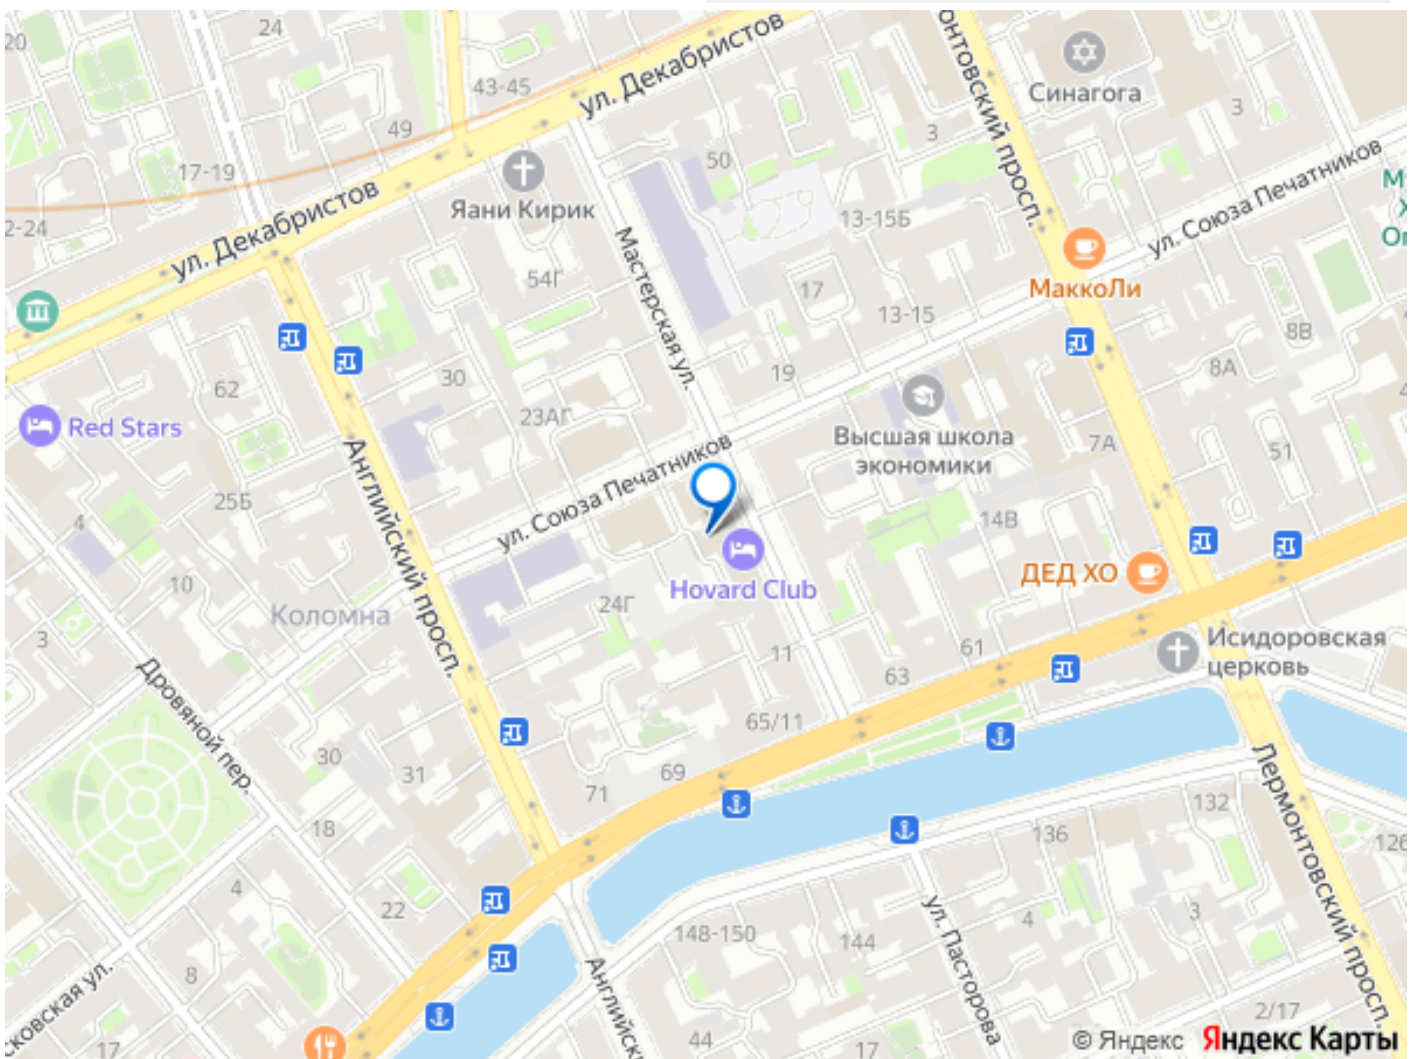 20
24
43-45
ул. Декабристов
онтовский просп.
Синагога
3
3
49
50
17-19
Яани Кирик
ул. Декабристов
2-24
Мастерская ул.
13-15Б
ул. Союза Печатников
54Г
17
МаккоЛи
13-15
8В
30
19
8А
62
23АГ
Red Stars
Английский просп.
Высшая школа
экономики
7А
51
25Б
ул. Союза Печатников
4
14В
10
Hovard Club
ДЕД ХО
24Г
Коломна
3
11
61
63
Исидоровская
церковь
Дровяной пер.
65/11
30
31
69
71
Лермонтовский просп.
18
132
136
126
4
22
ул. Пасторова
148-150
144
4
3
8
Английски
сковская ул.
17
44
17
2/17
© Яндекс Яндекс Карты